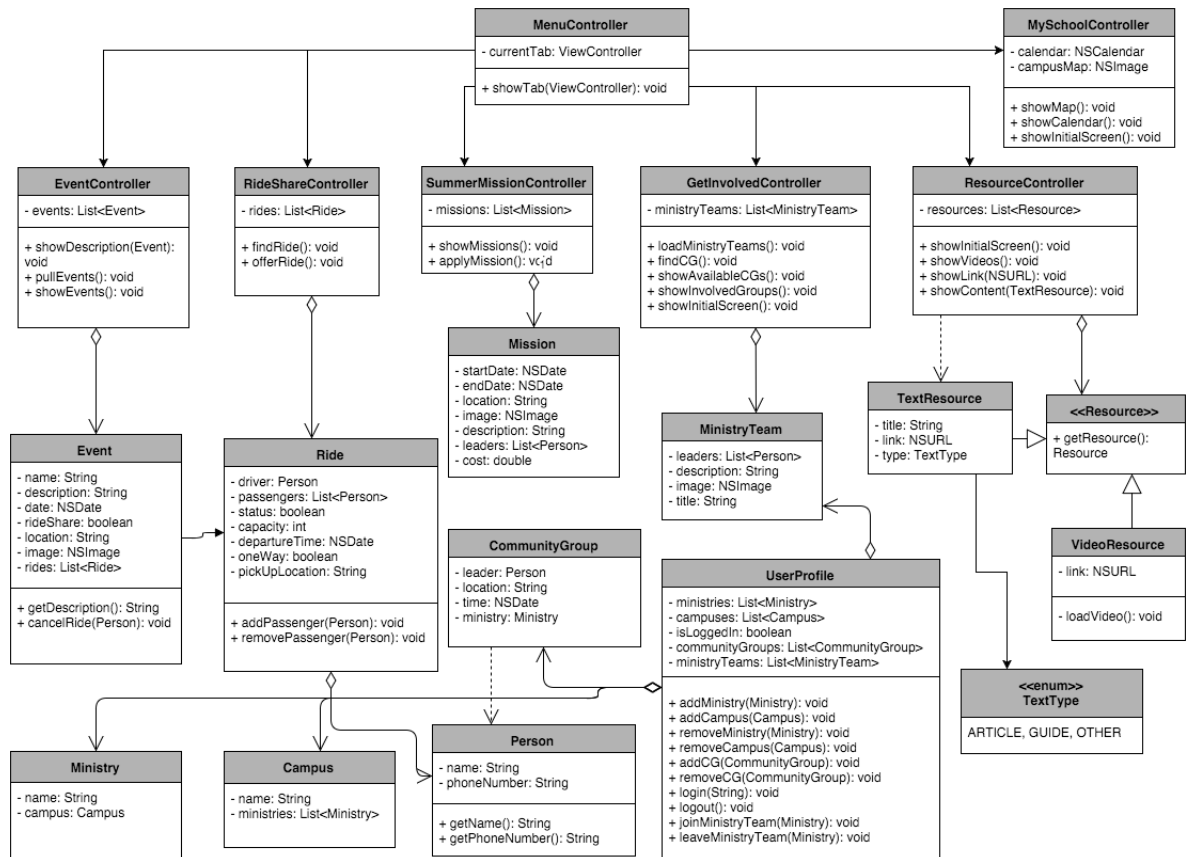 MenuController
- currentTab: ViewController
+ showTab(ViewController): void
MySchoolController
- calendar: NSCalendar
- campusMap: NSImage
+ showMap(): void
+ showCalendar(): void
+ showInitialScreen(): void
EventController
- events: List<Event>
+ showDescription(Event):
void
+ pullEvents(): void
+ showEvents(): void
RideShareController
- rides: List<Ride>
+ findRide(): void
+ offerRide(): void
SummerMissionController
- missions: List<Mission>
+ showMissions(): void
+ applyMission(): void
GetInvolvedController
- ministryTeams: List<MinistryTeam>
+ loadMinistryTeams(): void
+ findCG(): void
+ showAvailableCGs(): void
+ showInvolvedGroups(): void
+ showInitialScreen(): void
ResourceController
- resources: List<Resource>
+ showInitialScreen(): void
+ showVideos(): void
+ showLink(NSURL): void
+ showContent(TextResource): void
Mission
- startDate: NSDate
- endDate: NSDate
- location: String
- image: NSImage
- description: String
- leaders: List<Person>
- cost: double
TextResource
- title: String
- link: NSURL
- type: TextType
<<Resource>>
+ getResource():
Resource
MinistryTeam
- leaders: List<Person>
- description: String
- image: NSImage
- title: String
Event
- name: String
- description: String
- date: NSDate
- rideShare: boolean
- location: String
- image: NSImage
- rides: List<Ride>
+ getDescription(): String
+ cancelRide(Person): void
Ride
- driver: Person
- passengers: List<Person>
- status: boolean
- capacity: int
- departureTime: NSDate
- oneWay: boolean
- pickUpLocation: String
+ addPassenger(Person): void
+ removePassenger(Person): void
CommunityGroup
- leader: Person
- location: String
- time: NSDate
- ministry: Ministry
UserProfile
- ministries: List<Ministry>
- campuses: List<Campus>
- isLoggedIn: boolean
- communityGroups: List<CommunityGroup>
- ministryTeams: List<MinistryTeam>
+ addMinistry(Ministry): void
+ addCampus(Campus): void
+ removeMinistry(Ministry): void
+ removeCampus(Campus): void
+ addCG(CommunityGroup): void
+ removeCG(CommunityGroup): void
+ login(String): void
+ logout(): void
+ joinMinistryTeam(Ministry): void
+ leaveMinistryTeam(Ministry): void
VideoResource
- link: NSURL
- loadVideo(): void
<<enum>>
TextType
ARTICLE, GUIDE, OTHER
Ministry
- name: String
- campus: Campus
Campus
- name: String
- ministries: List<Ministry>
Person
- name: String
- phoneNumber: String
+ getName(): String
+ getPhoneNumber(): String